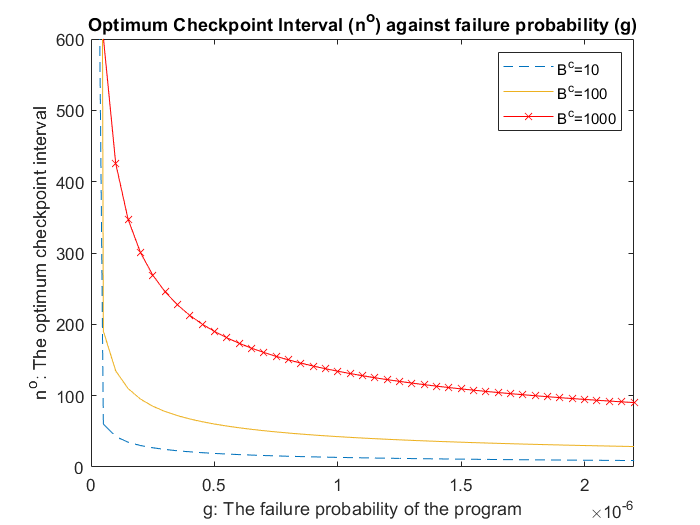 Optimum Checkpoint Interval (n^o) against failure probability (g)
600
500
400
300
200
100
0
n^o: The optimum checkpoint interval
B^c=10
B^c=100
B^c=1000
0
0.5
1
1.5
2
×10^-6
g: The failure probability of the program